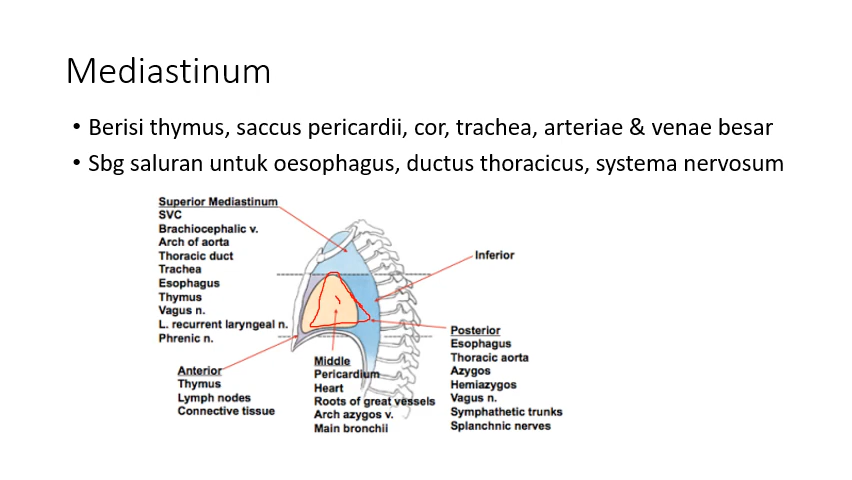 Mediastinum
• Berisi thymus, saccus pericardii, cor, trachea, arteriae & venae besar
• Sbg saluran untuk oesophagus, ductus thoracicus, systema nervosum
Superior Mediastinum
SVC
Brachiocephalic v.
Arch of aorta
Thoracic duct
Trachea
Esophagus
Thymus
Vagus n.
L. recurrent laryngeal n.
Phrenic n.
Inferior
Anterior
Thymus
Lymph nodes
Connective tissue
Middle
Pericardium
Heart
Roots of great vessels
Arch azygos v.
Main bronchii
Posterior
Esophagus
Thoracic aorta
Azygos
Hemiazygos
Vagus n.
Symphathetic trunks
Splanchnic nerves